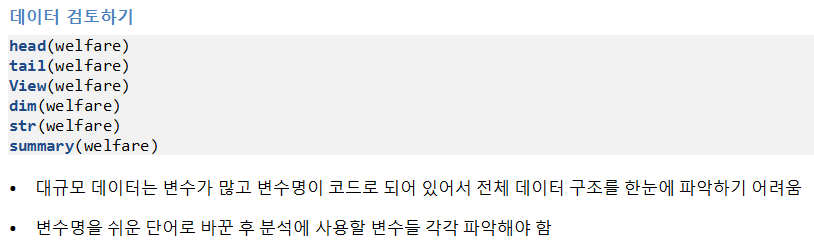 데이터 검토하기
head(welfare)
tail(welfare)
View(welfare)
dim(welfare)
str(welfare)
summary(welfare)
• 대규모 데이터는 변수가 많고 변수명이 코드로 되어 있어서 전체 데이터 구조를 한눈에 파악하기 어려움
• 변수명을 쉬운 단어로 바꾼 후 분석에 사용할 변수들 각각 파악해야 함